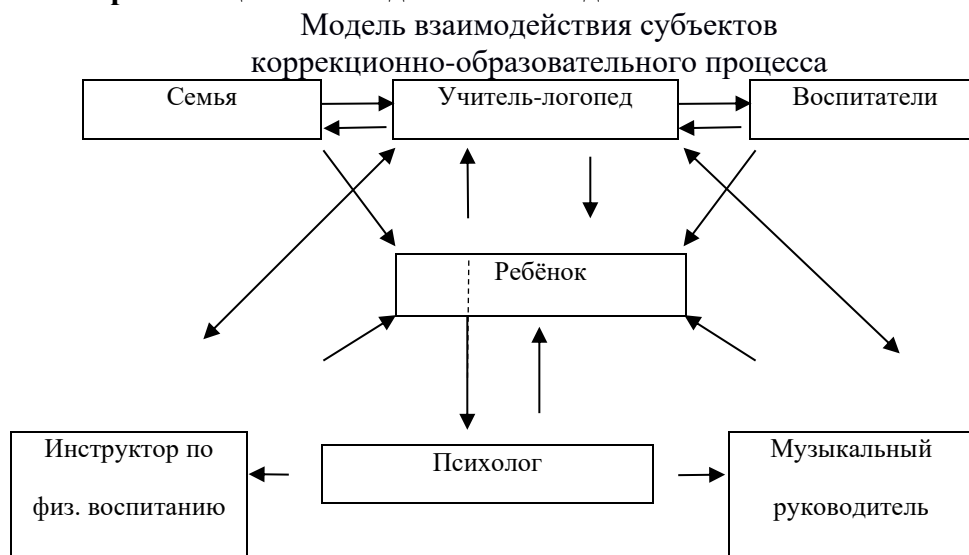 Модель взаимодействия субъектов
коррекционно-образовательного процесса
Семья
Учитель-логопед
Воспитатели
Ребёнок
Инструктор по
физ. воспитанию
Психолог
Музыкальный
руководитель